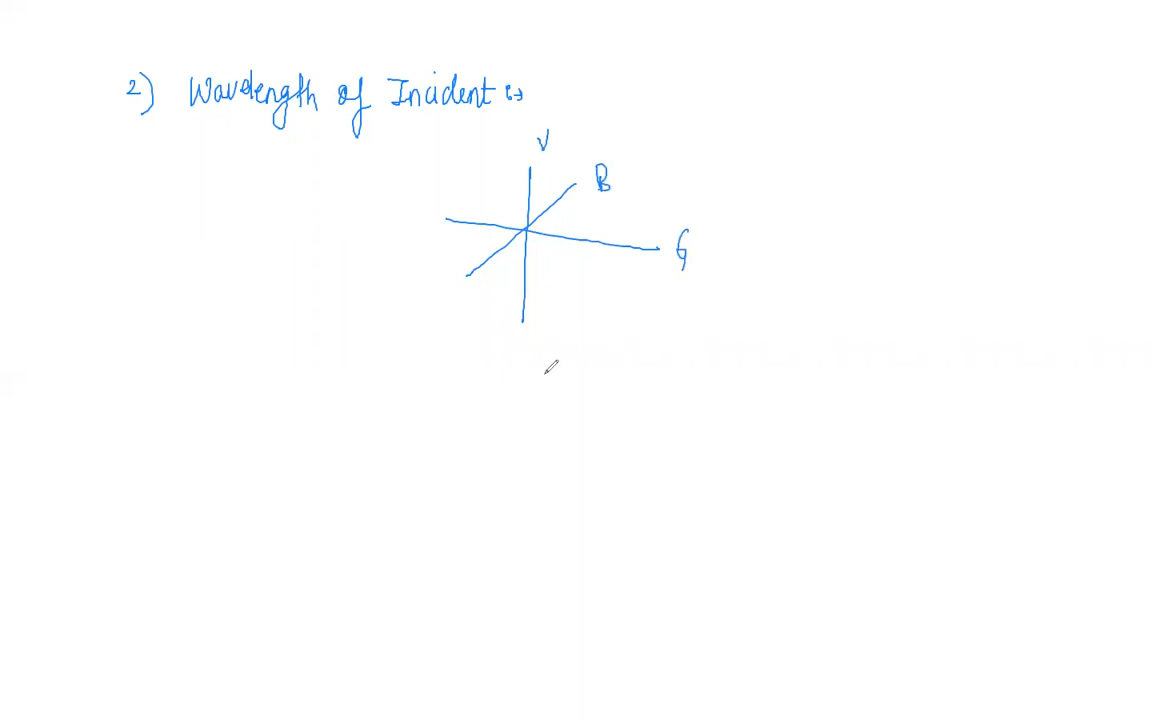 2) Wavelength of Incident :→
V
B
G